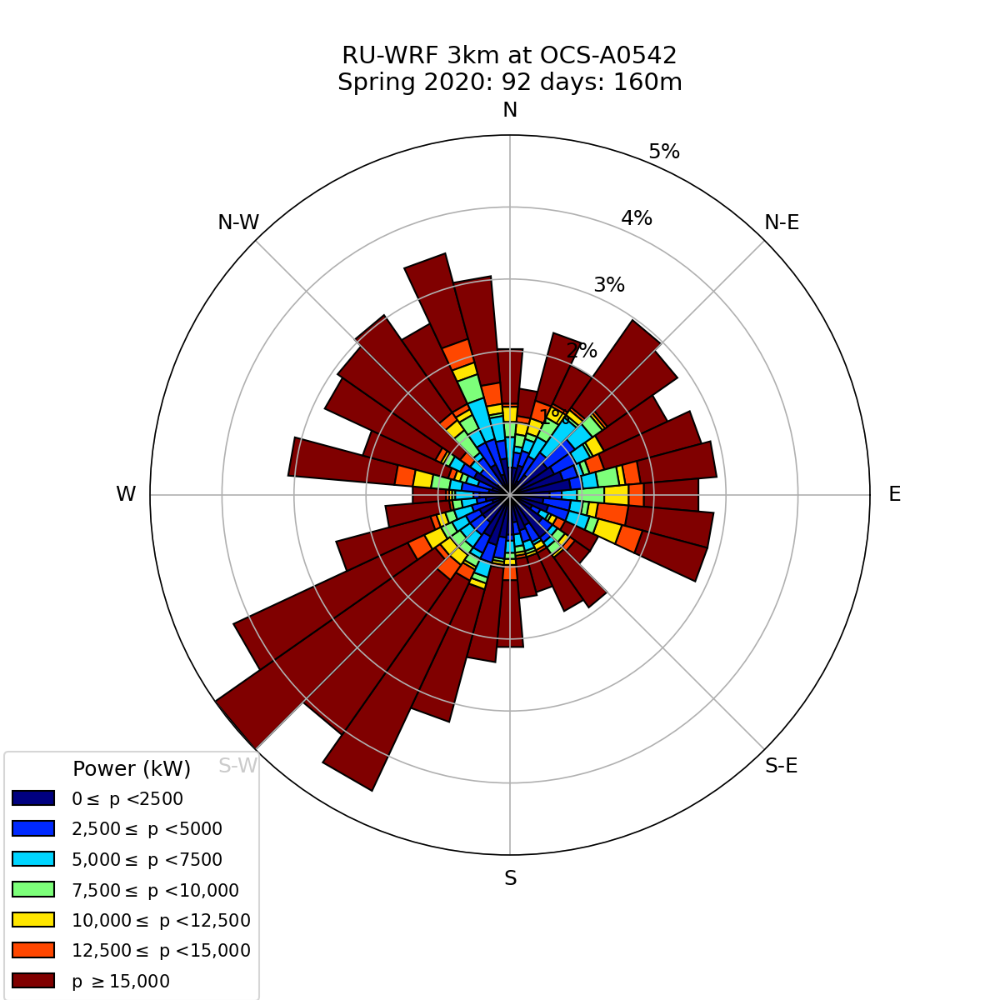 RU-WRF 3km at OCS-A0542
Spring 2020: 92 days: 160m
N
5%
N-W
4%
N-E
3%
2%
1%
W
E
S-W
S-E
S
Power (kW)
0≤ p <2500
2,500≤ p <5000
5,000≤ p <7500
7,500≤ p <10,000
10,000≤ p <12,500
12,500≤ p <15,000
p ≥15,000